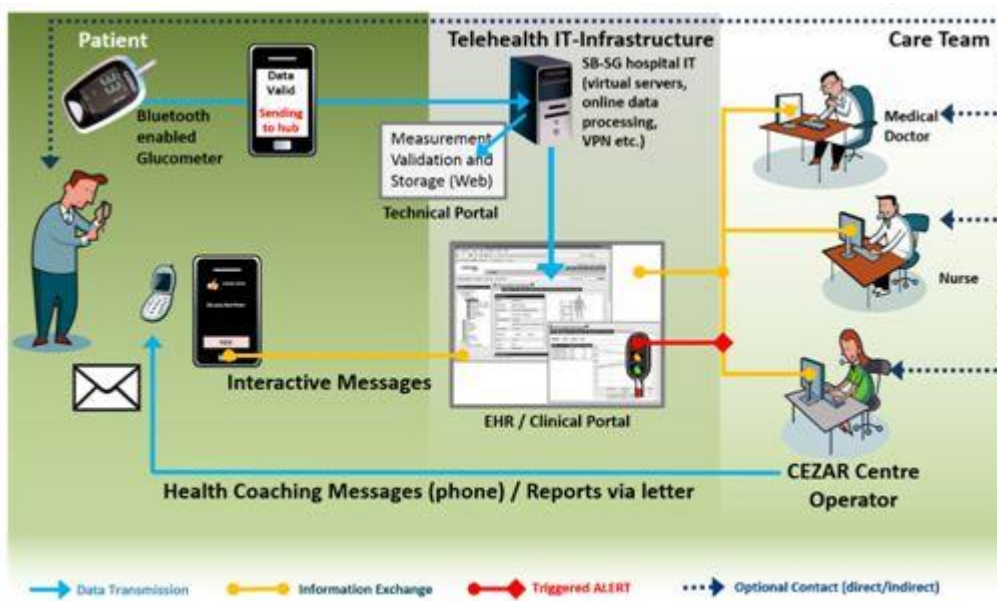 Patient
Telehealth IT-Infrastructure
Care Team
SB-SG hospital IT
(virtual servers,
online data
processing,
VPN etc.)
Data
Valid
Sending
to hub
Bluetooth
enabled
Glucometer
Measurement
Validation and
Storage (Web)
Technical Portal
Medical
Doctor
Nurse
Interactive Messages
EHR / Clinical Portal
CEZAR Centre
Operator
Health Coaching Messages (phone) / Reports via letter
Data Transmission
Information Exchange
Triggered ALERT
Optional Contact (direct/indirect)